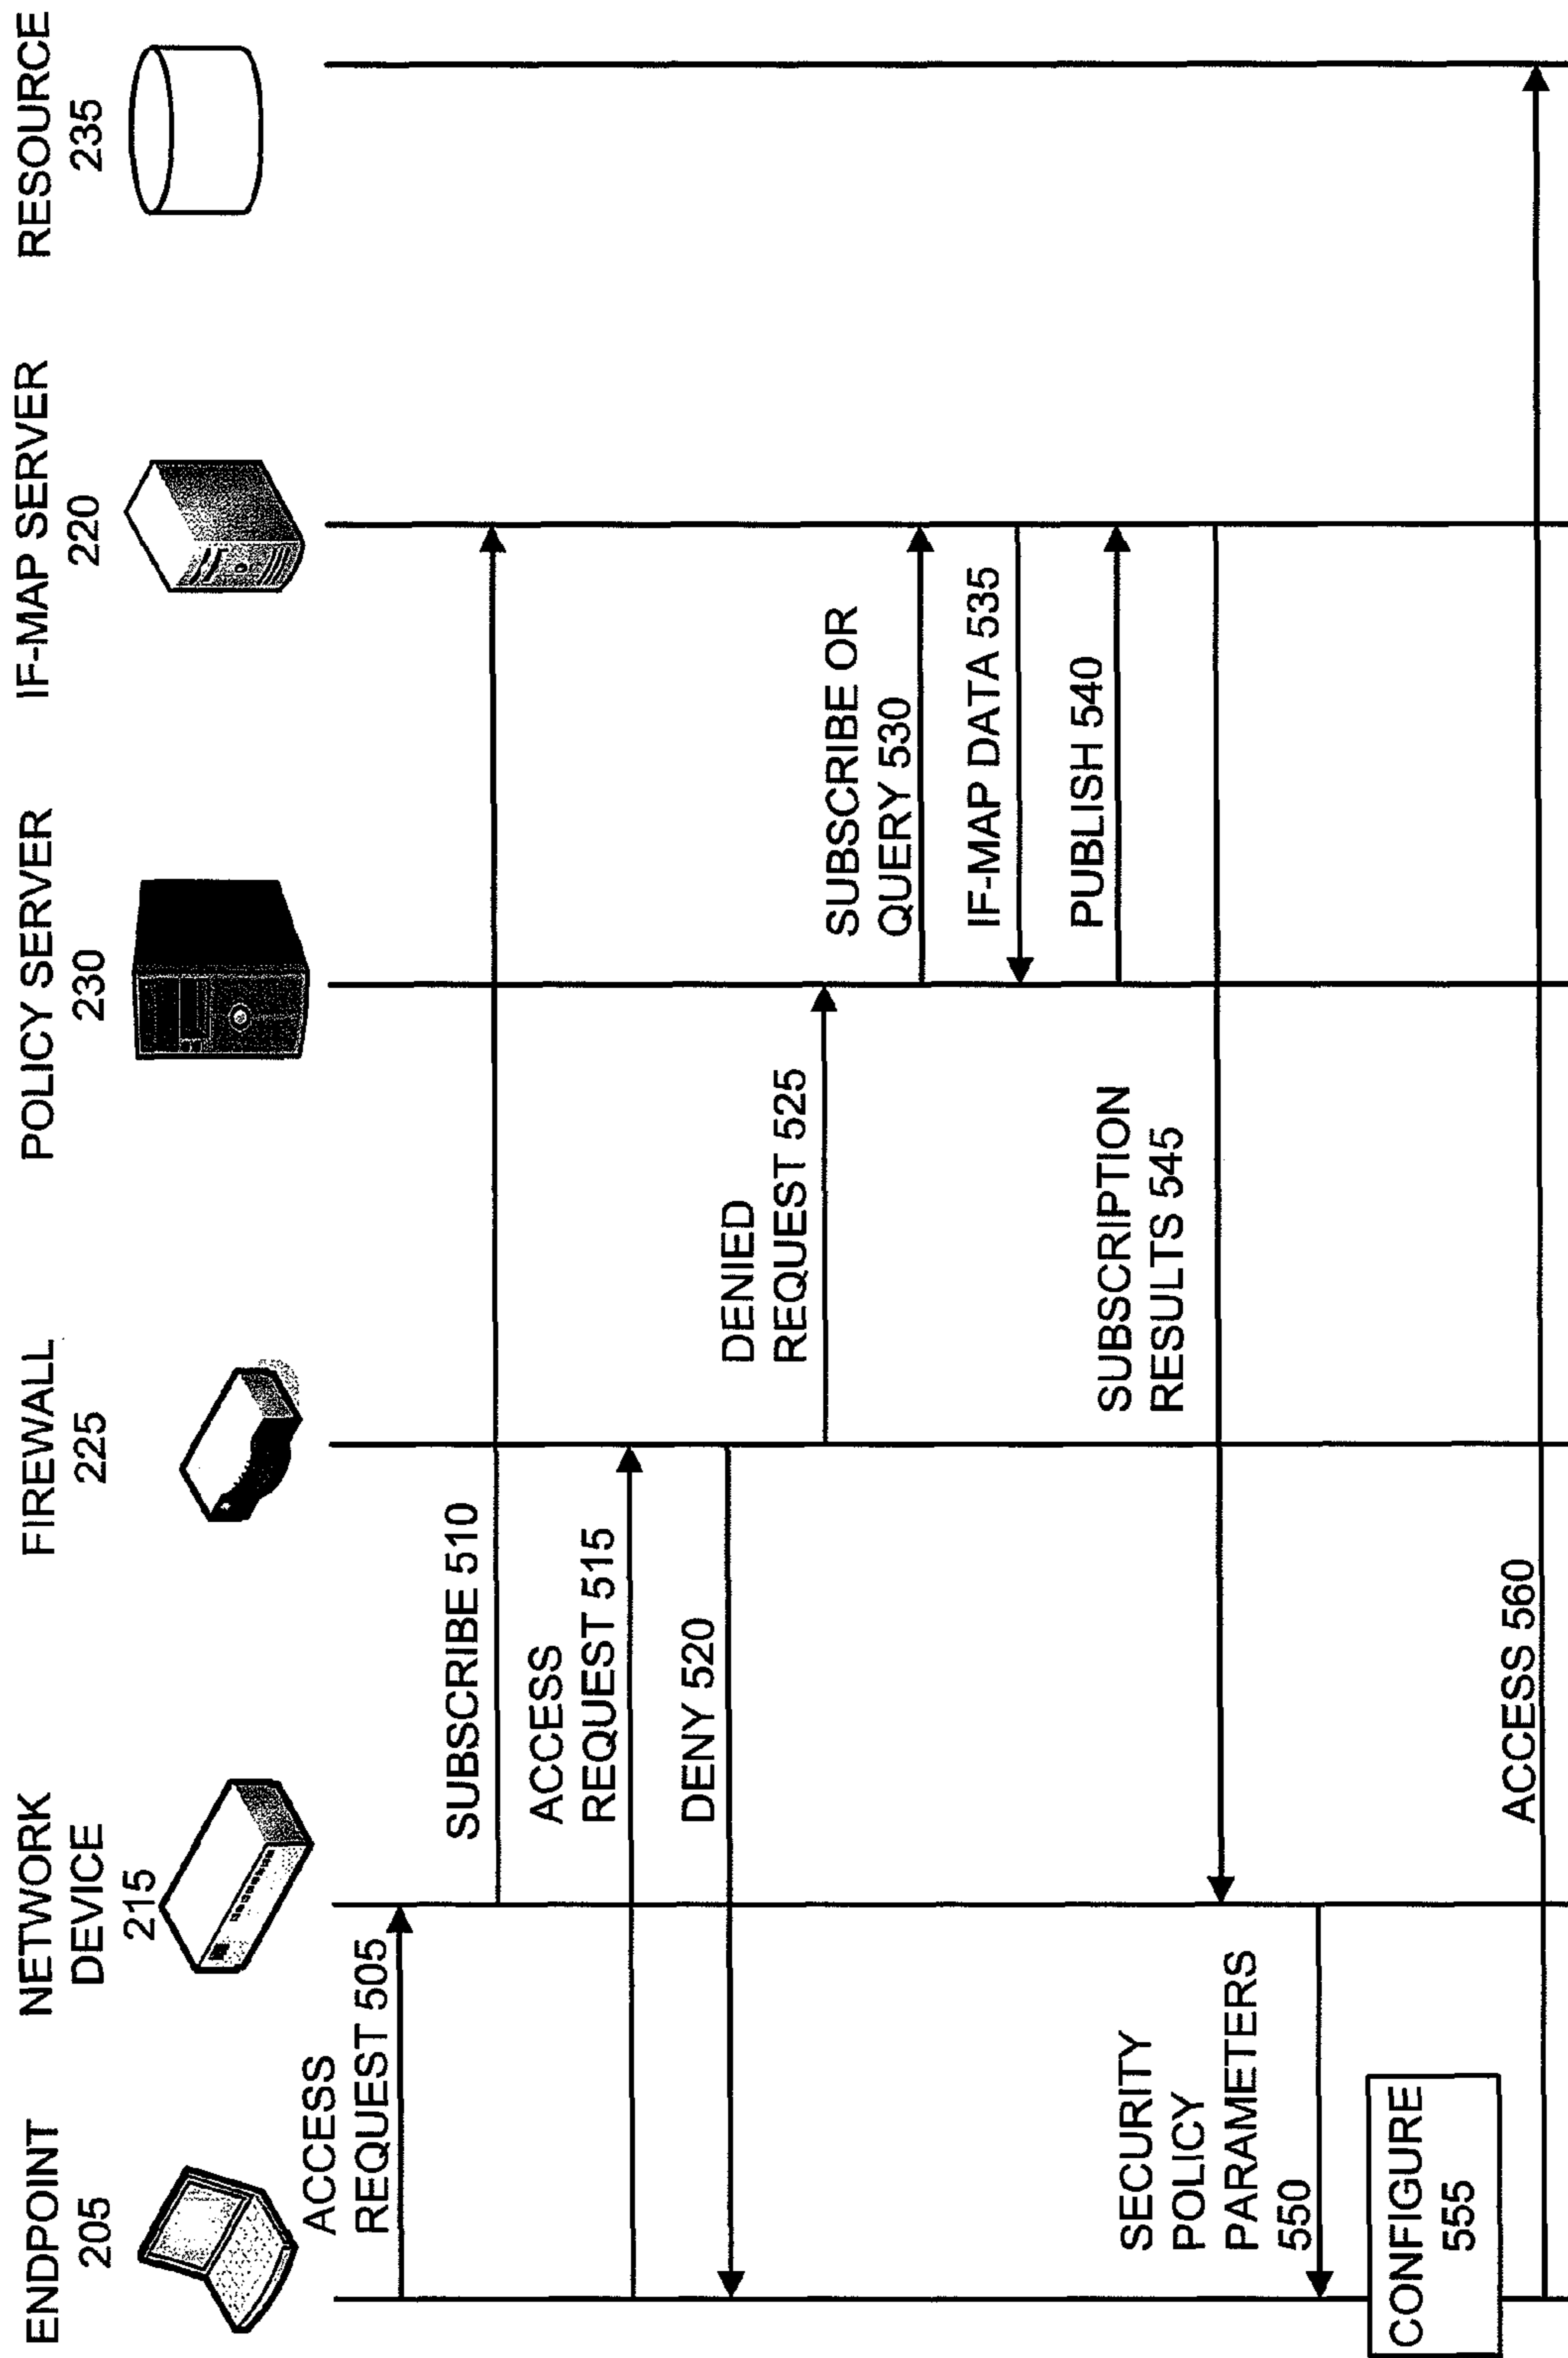 ENDPOINT
205
NETWORK
DEVICE
215
FIREWALL
225
POLICY SERVER
230
IF-MAP SERVER
220
RESOURCE
235
ACCESS
REQUEST 505
SUBSCRIBE 510
ACCESS
REQUEST 515
DENY 520
DENIED
REQUEST 525
SUBSCRIBE OR
QUERY 530
IF-MAP DATA 535
PUBLISH 540
SUBSCRIPTION
RESULTS 545
SECURITY
POLICY
PARAMETERS
550
CONFIGURE
555
ACCESS 560